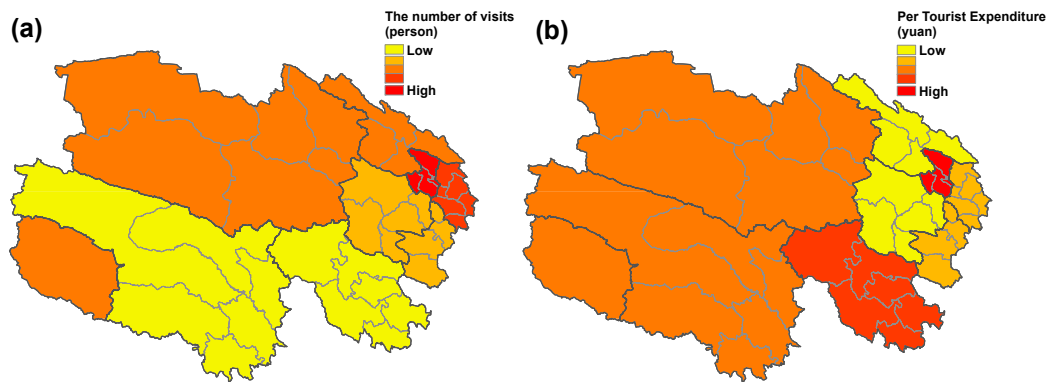 (a)
The number of visits
(person)
Low
High
(b)
Per Tourist Expenditure
(yuan)
Low
High